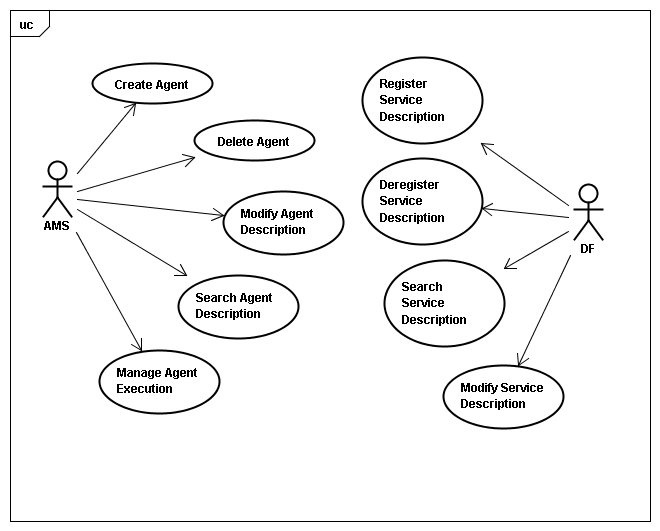 uc
Create Agent
Delete Agent
Modify Agent
Description
Search Agent
Description
Manage Agent
Execution
AMS
Register
Service
Description
Deregister
Service
Description
Search
Service
Description
Modify Service
Description
DF